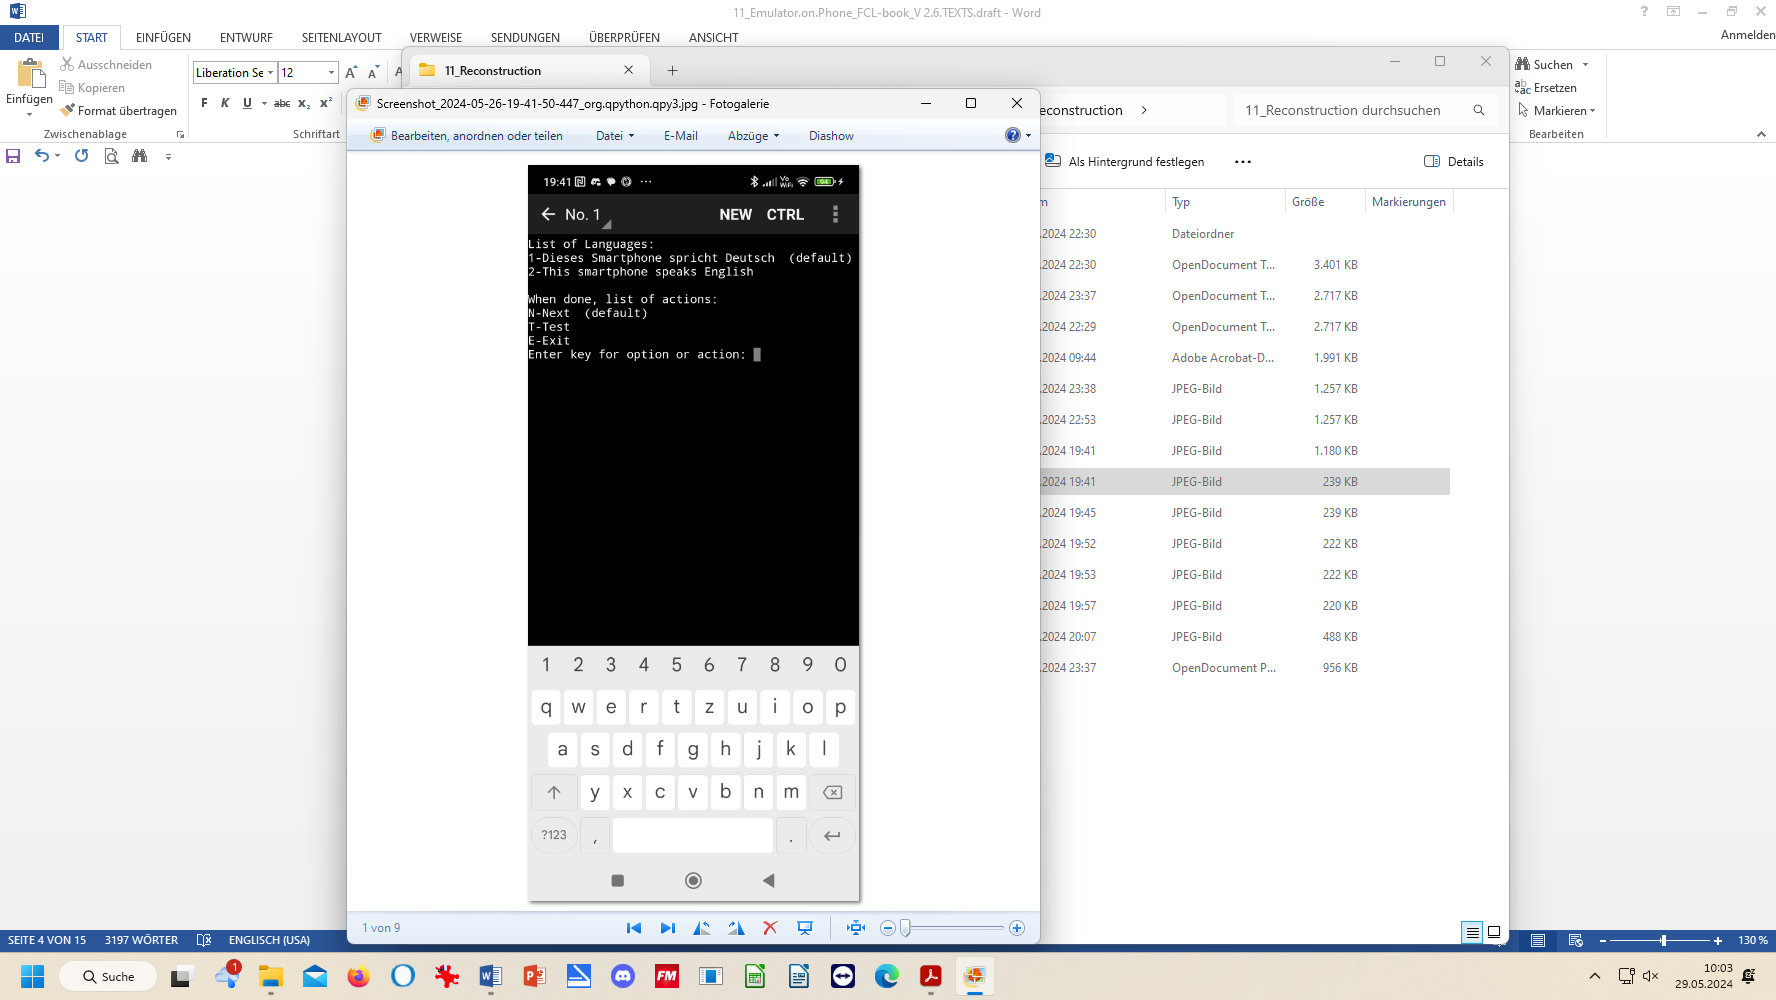 11_Emulator.on.Phone_FCL-book_V 2.6.TEXTS.draft - Word
DATEI START EINFÜGEN ENTWURF SEITENLAYOUT VERWEISE SENDUNGEN ÜBERPRÜFEN ANSICHT Anmelden
Einfügen
Ausschneiden
Kopieren
Format übertragen
Zwischenablage
Liberation Se 12
F K U abc x₂ x²
Schriftart
Suchen
Ersetzen
Markieren
Bearbeiten
11_Reconstruction
econstruction
11_Reconstruction durchsuchen
Als Hintergrund festlegen
Details
Typ Größe Markierungen
.2024 22:30 Dateiordner
.2024 22:30 OpenDocument T... 3.401 KB
.2024 23:37 OpenDocument T... 2.717 KB
.2024 22:29 OpenDocument T... 2.717 KB
.2024 09:44 Adobe Acrobat-D... 1.991 KB
.2024 23:38 JPEG-Bild 1.257 KB
.2024 22:53 JPEG-Bild 1.257 KB
.2024 19:41 JPEG-Bild 1.180 KB
.2024 19:41 JPEG-Bild 239 KB
.2024 19:45 JPEG-Bild 239 KB
.2024 19:52 JPEG-Bild 222 KB
.2024 19:53 JPEG-Bild 222 KB
.2024 19:57 JPEG-Bild 220 KB
.2024 20:07 JPEG-Bild 488 KB
.2024 23:37 OpenDocument P... 956 KB
Screenshot_2024-05-26-19-41-50-447_org.qpython.qpy3.jpg - Fotogalerie
Bearbeiten, anordnen oder teilen Datei E-Mail Abzüge Diashow
19:41 ... Vo WiFi 94
No. 1 NEW CTRL
List of Languages:
1-Dieses Smartphone spricht Deutsch (default)
2-This smartphone speaks English
When done, list of actions:
N-Next (default)
T-Test
E-Exit
Enter key for option or action:
1 2 3 4 5 6 7 8 9 0
q w e r t z u i o p
a s d f g h j k l
y x c v b n m
?123 , .
1 von 9
SEITE 4 VON 15 3197 WÖRTER ENGLISCH (USA) 130 %
Suche
1
FM
10:03
29.05.2024